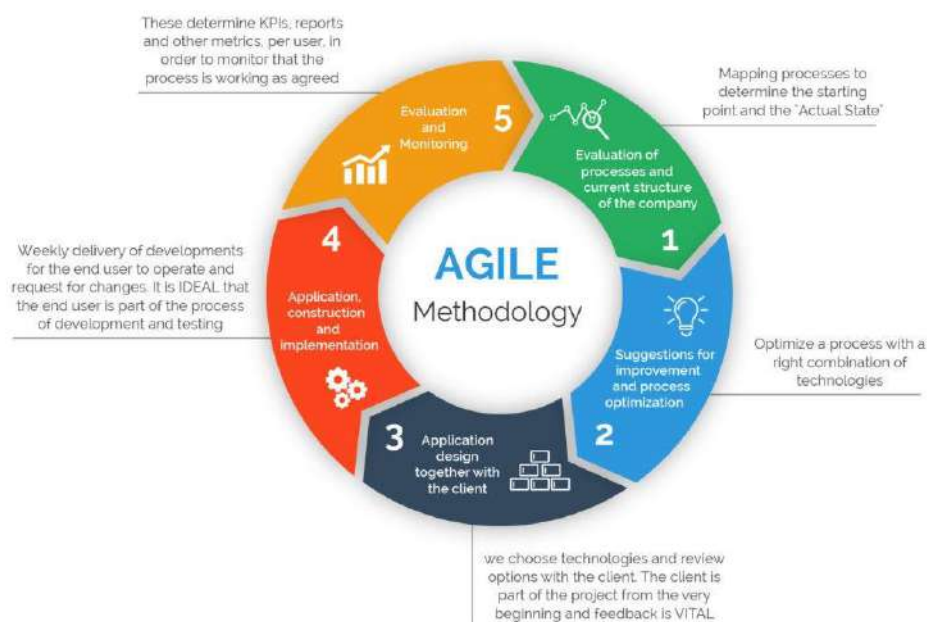 These determine KPIs, reports
and other metrics, per user, in
order to monitor that the
process is working as agreed
Mapping processes to
determine the starting
point and the "Actual State"
Evaluation
and
Monitoring
5
Evaluation of
processes and
current structure
of the company
1
4
Application,
construction
and
implementation
Weekly delivery of developments
for the end user to operate and
request for changes. It is IDEAL that
the end user is part of the process
of development and testing
AGILE
Methodology
Suggestions for
improvement
and process
optimization
2
Optimize a process with a
right combination of
technologies
3
Application
design
together with
the client
we choose technologies and review
options with the client. The client is
part of the project from the very
beginning and feedback is VITAL